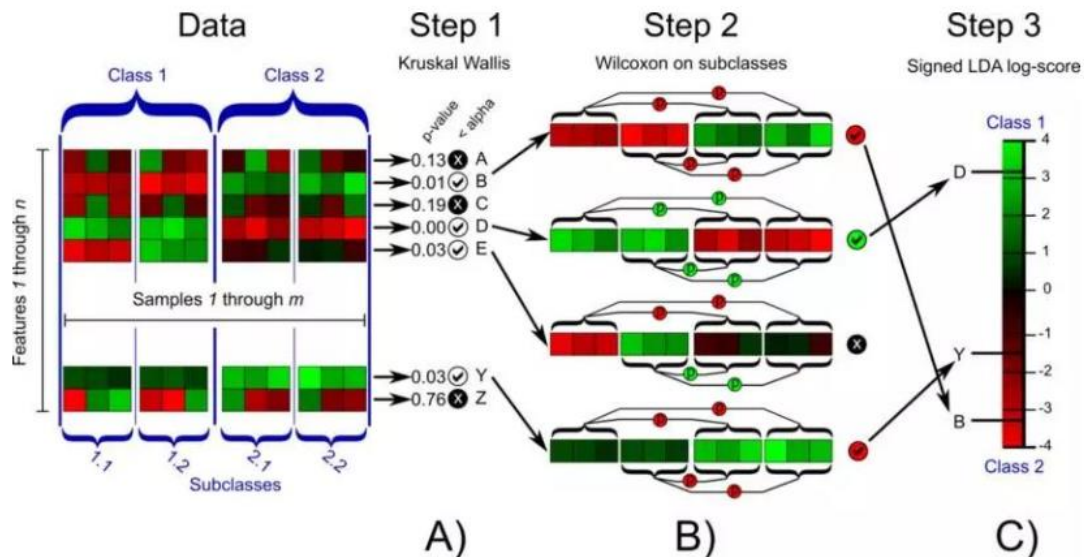 Data
Step 1
Step 2
Step 3
Kruskal Wallis
Wilcoxon on subclasses
Signed LDA log-score
Class 1
Class 2
p-value
< alpha
Class 1
Features 1 through n
Samples 1 through m
0.13 X A
0.01 ✓ B
0.19 X C
0.00 ✓ D
0.03 ✓ E
0.03 ✓ Y
0.76 X Z
p p
p p
✓
p p
p p
✓
p p
p p
X
p p
p p
✓
D
Y
B
4
3
2
1
0
-1
-2
-3
-4
Class 2
1.1
1.2
2.1
2.2
Subclasses
A)
B)
C)